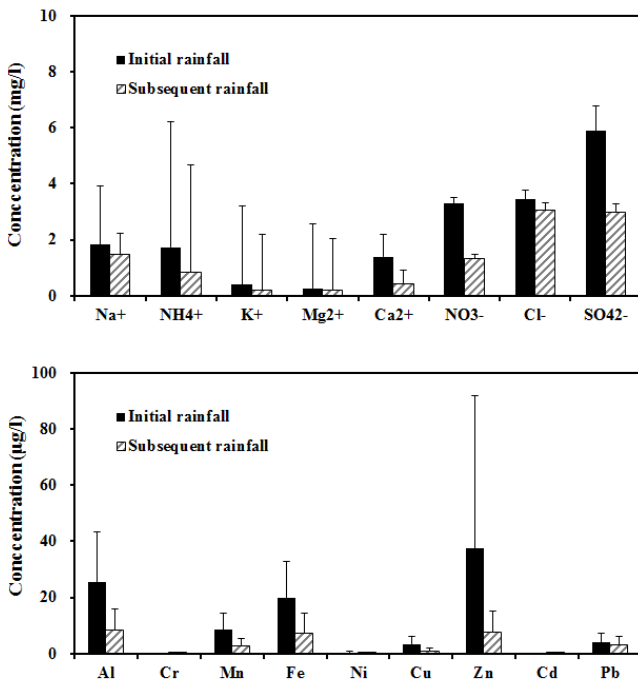 10
8
6
4
2
0
Conccentration (mg/l)
Initial rainfall
Subsequent rainfall
Na+ NH4+ K+ Mg2+ Ca2+ NO3- Cl- SO42-
100
80
60
40
20
0
Conccentration (µg/l)
Initial rainfall
Subsequent rainfall
Al Cr Mn Fe Ni Cu Zn Cd Pb